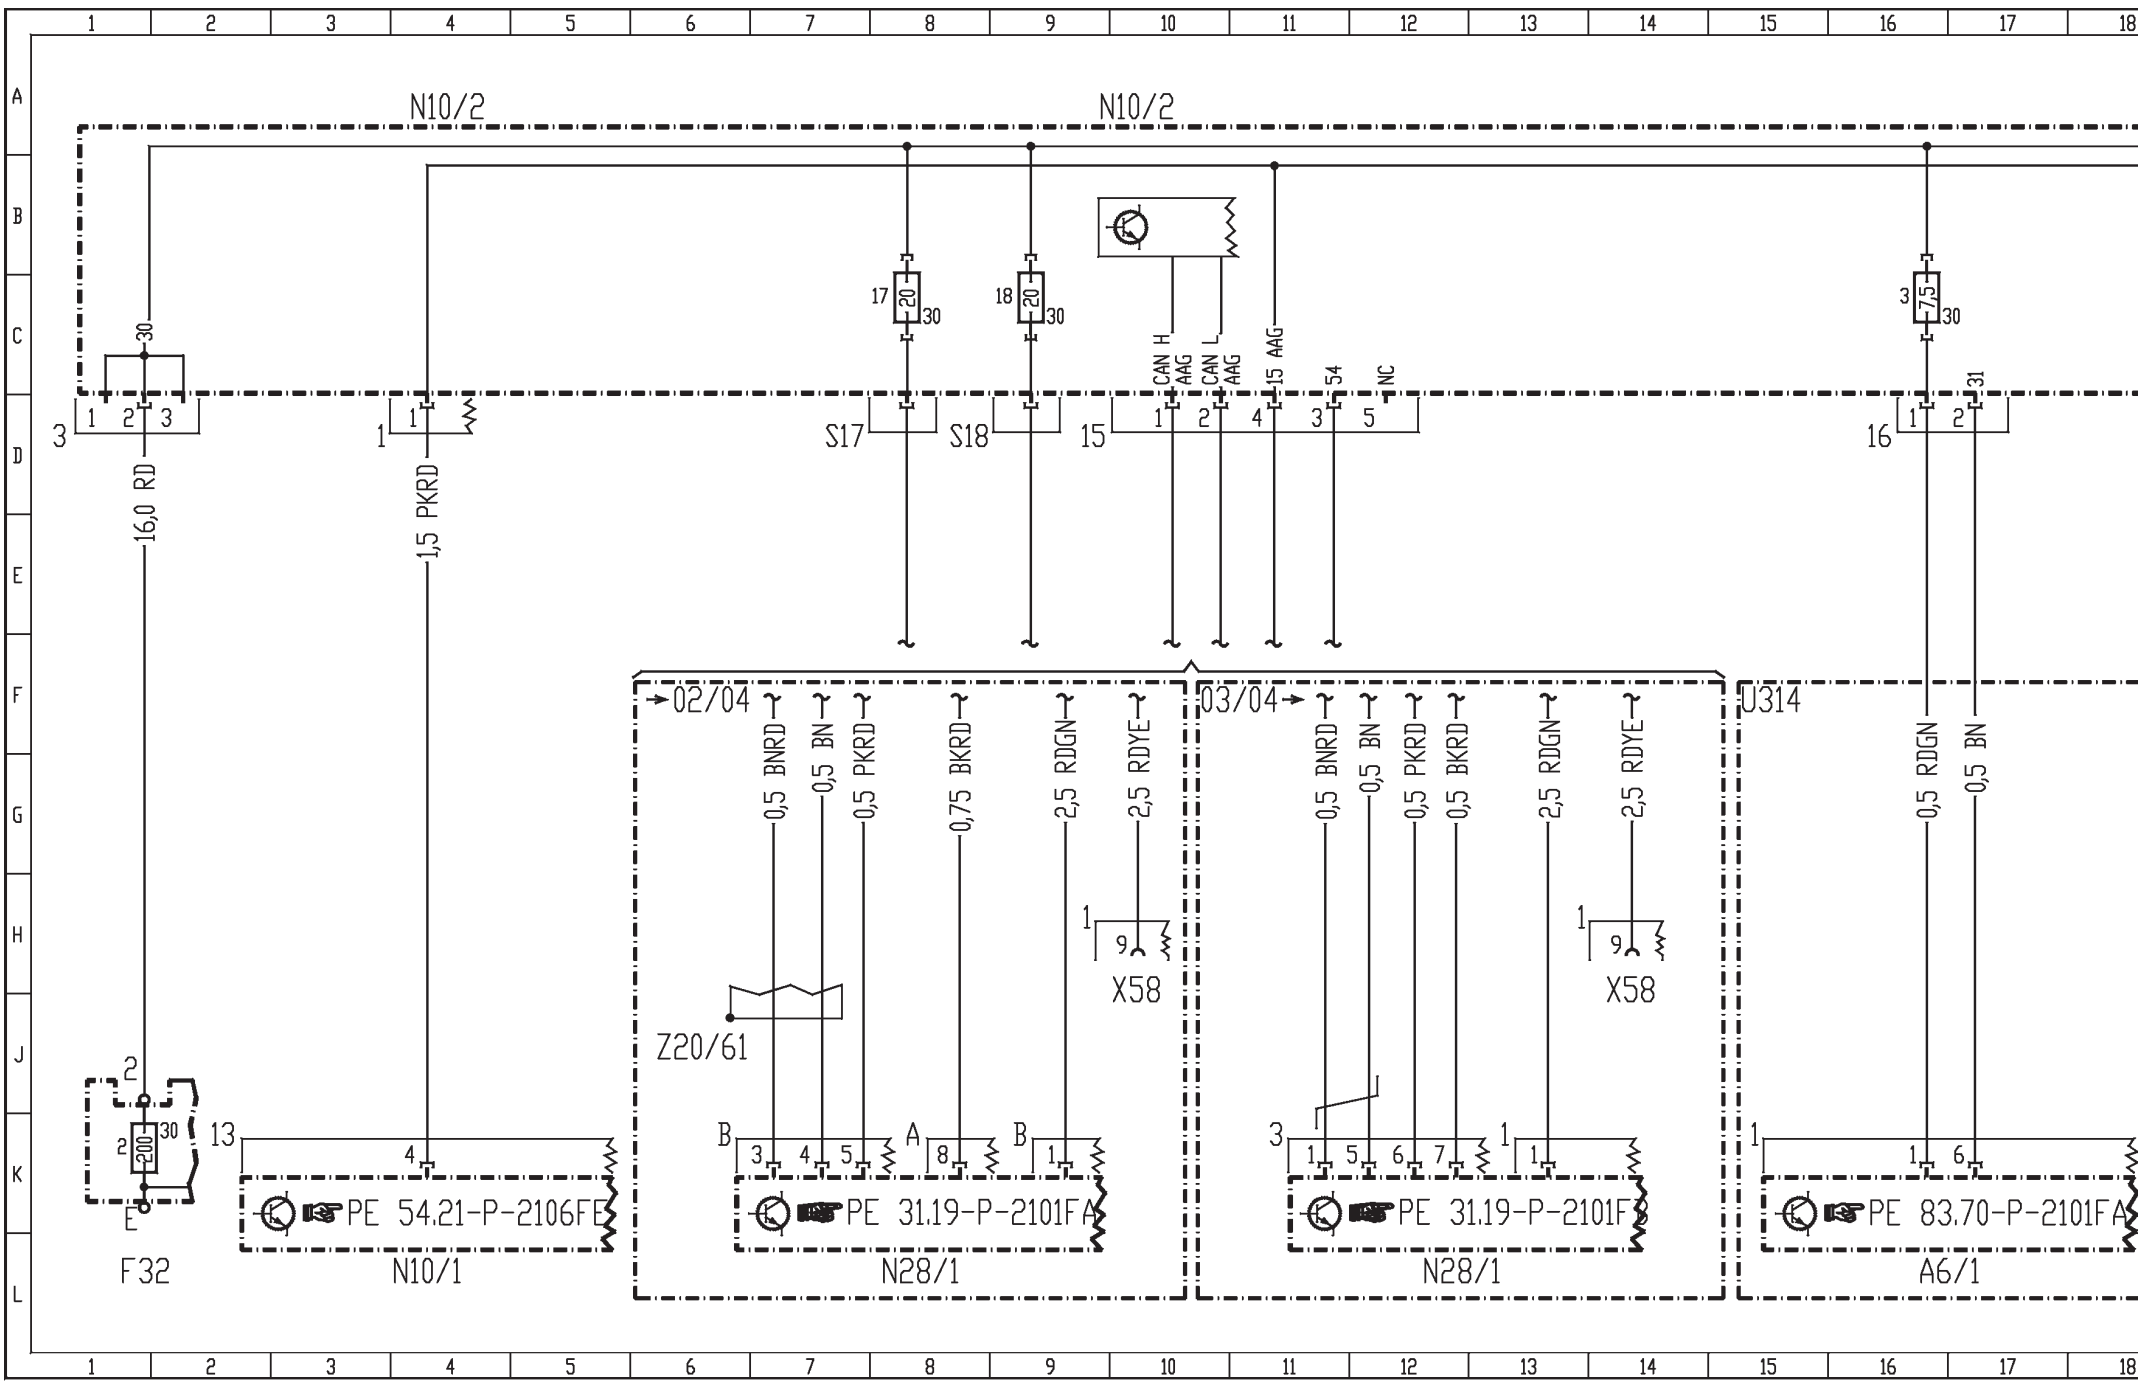 1 2 3 4 5 6 7 8 9 10 11 12 13 14 15 16 17 18
A
N10/2 N10/2
B
C
30
17 20 30
18 20 30
CAN H
AAG
CAN L
AAG
15 AAG
54
NC
3 7,5 30
31
D
3 1 2 3
1 1
S17
S18
15 1 2 4 3 5
16 1 2
16,0 RD
1,5 PKRD
E
F
02/04
03/04
U314
0,5 BNRD
0,5 BN
0,5 PKRD
0,75 BKRD
2,5 RDGN
2,5 RDYE
0,5 BNRD
0,5 BN
0,5 PKRD
0,5 BKRD
2,5 RDGN
2,5 RDYE
0,5 RDGN
0,5 BN
G
H
1 9
X58
1 9
X58
J
Z20/61
2
2 200 30
E
F32
K
13 4
B 3 4 5
A 8
B 1
3 1 5 6 7
1 1
1 1 6
PE 54.21-P-2106FE
PE 31.19-P-2101FA
PE 31.19-P-2101F
PE 83.70-P-2101FA
L
N10/1
N28/1
N28/1
A6/1
1 2 3 4 5 6 7 8 9 10 11 12 13 14 15 16 17 18